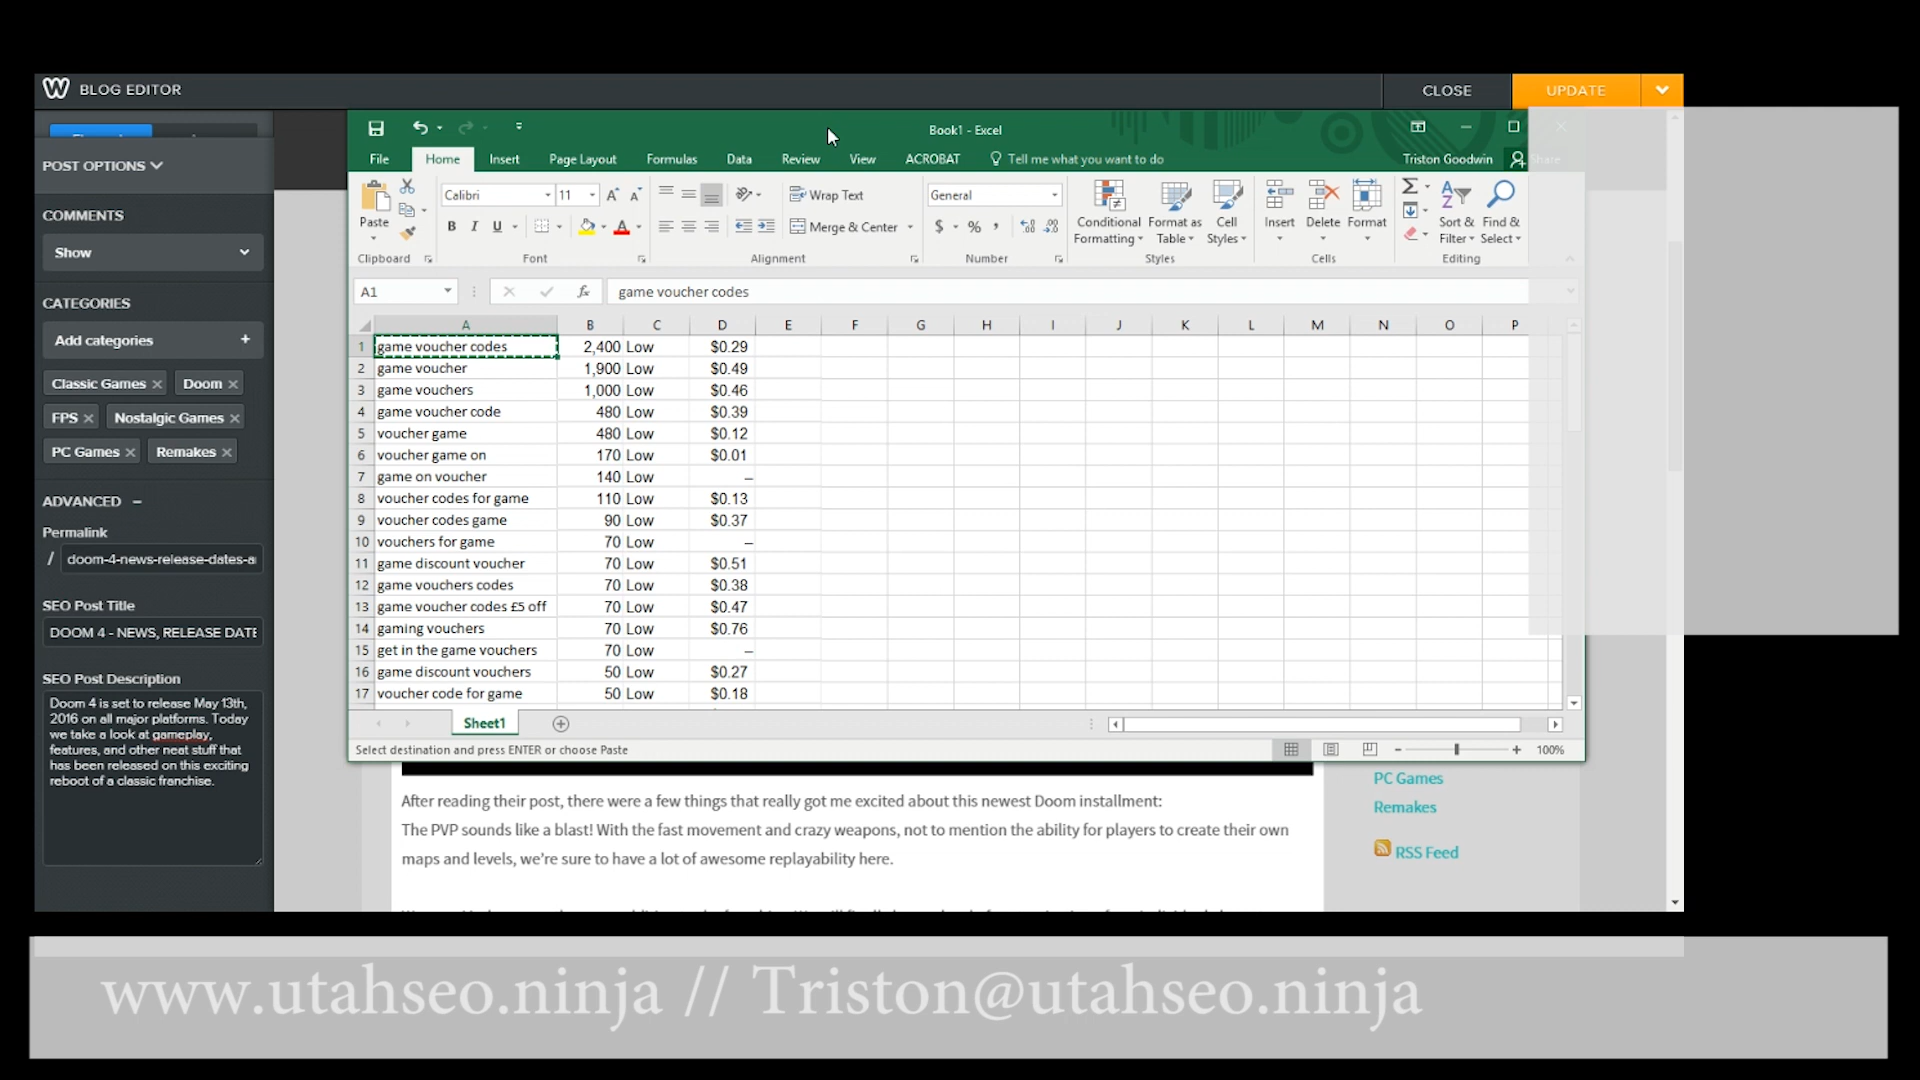 BLOG EDITOR
CLOSE
UPDATE
POST OPTIONS
COMMENTS
Show
CATEGORIES
Add categories +
Classic Games ×
Doom ×
FPS ×
Nostalgic Games ×
PC Games ×
Remakes ×
ADVANCED –
Permalink
/ doom-4-news-release-dates-a
SEO Post Title
DOOM 4 - NEWS, RELEASE DATE
SEO Post Description
Doom 4 is set to release May 13th,
2016 on all major platforms. Today
we take a look at gameplay,
features, and other neat stuff that
has been released on this exciting
reboot of a classic franchise.
Book1 - Excel
File Home Insert Page Layout Formulas Data Review View ACROBAT Tell me what you want to do Triston Goodwin Share
Paste
Calibri 11
B I U
Wrap Text
Merge & Center
General
$ % ,
Conditional Formatting
Format as Table
Cell Styles
Insert
Delete
Format
Sort & Filter
Find & Select
Clipboard Font Alignment Number Styles Cells Editing
A1 fx game voucher codes
A B C D E F G H I J K L M N O P
1 game voucher codes 2,400 Low $0.29
2 game voucher 1,900 Low $0.49
3 game vouchers 1,000 Low $0.46
4 game voucher code 480 Low $0.39
5 voucher game 480 Low $0.12
6 voucher game on 170 Low $0.01
7 game on voucher 140 Low –
8 voucher codes for game 110 Low $0.13
9 voucher codes game 90 Low $0.37
10 vouchers for game 70 Low –
11 game discount voucher 70 Low $0.51
12 game vouchers codes 70 Low $0.38
13 game voucher codes £5 off 70 Low $0.47
14 gaming vouchers 70 Low $0.76
15 get in the game vouchers 70 Low –
16 game discount vouchers 50 Low $0.27
17 voucher code for game 50 Low $0.18
Sheet1
Select destination and press ENTER or choose Paste
100%
After reading their post, there were a few things that really got me excited about this newest Doom installment:
The PVP sounds like a blast! With the fast movement and crazy weapons, not to mention the ability for players to create their own
maps and levels, we're sure to have a lot of awesome replayability here.
PC Games
Remakes
RSS Feed
www.utahseo.ninja // Triston@utahseo.ninja